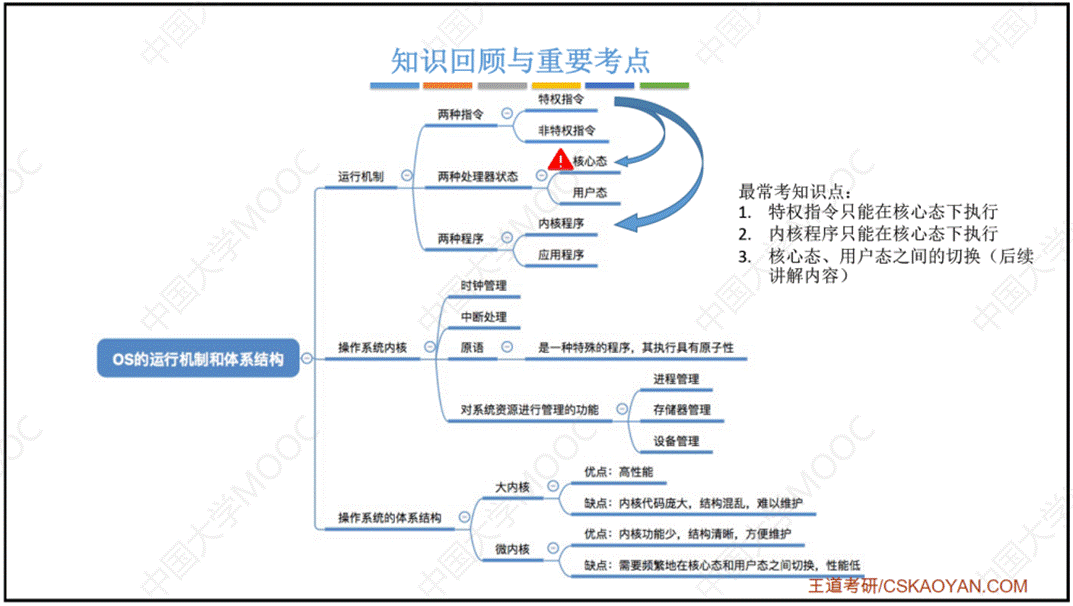 知识回顾与重要考点
特权指令
两种指令
非特权指令
核心态
运行机制
两种处理器状态
用户态
内核程序
两种程序
应用程序
最常考知识点:
1. 特权指令只能在核心态下执行
2. 内核程序只能在核心态下执行
3. 核心态、用户态之间的切换（后续
讲解内容）
时钟管理
中断处理
操作系统内核
原语
是一种特殊的程序，其执行具有原子性
OS的运行机制和体系结构
进程管理
对系统资源进行管理的功能
存储器管理
设备管理
优点：高性能
大内核
缺点：内核代码庞大，结构混乱，难以维护
操作系统的体系结构
优点：内核功能少，结构清晰，方便维护
微内核
缺点：需要频繁地在核心态和用户态之间切换，性能低
王道考研/CSKAOYAN.COM
中国大学MOOC